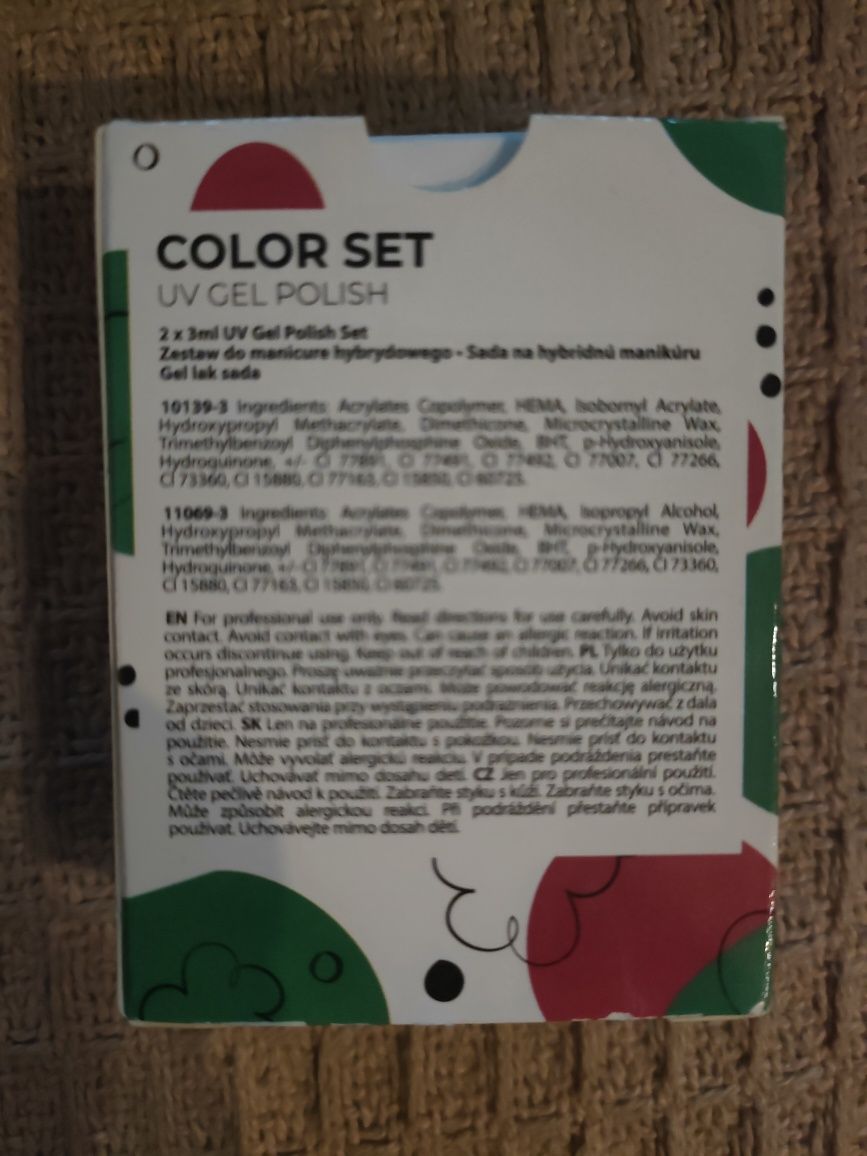 COLOR SET
UV GEL POLISH
2 x 3ml UV Gel Polish Set
Zestaw do manicure hybrydowego - Sada na hybridnú manikúru
Gel lak sada
10139-3 Ingredients: Acrylates Copolymer, HEMA, Isobornyl Acrylate,
Hydroxypropyl Methacrylate, Dimethicone, Microcrystalline Wax,
Trimethylbenzoyl Diphenylphosphine Oxide, BHT, p-Hydroxyanisole,
Hydroquinone, +/- CI 77891, CI 77491, CI 77492, CI 77007, CI 77266,
CI 73360, CI 15880, CI 77163, CI 15850,
11069-3 Ingredients: Acrylates Copolymer, HEMA, Isopropyl Alcohol,
Hydroxypropyl Methacrylate, Dimethicone, Microcrystalline Wax,
Trimethylbenzoyl Diphenylphosphine Oxide, BHT, p-Hydroxyanisole,
Hydroquinone, +/- CI 77891, CI 77491, CI 77492, CI 77007, CI 77266, CI 73360,
CI 15880, CI 77163, CI 15850,
EN For professional use only. Read directions for use carefully. Avoid skin
contact. Avoid contact with eyes. Can cause an allergic reaction. If irritation
occurs discontinue using. Keep out of reach of children. PL Tylko do użytku
profesjonalnego. Proszę uważnie przeczytać sposób użycia. Unikać kontaktu
ze skórą. Unikać kontaktu z oczami. Może powodować reakcję alergiczną.
Zaprzestać stosowania przy wystąpieniu podrażnienia. Przechowywać z dala
od dzieci. SK Len na profesionálne použitie. Pozorne si prečítajte návod na
použitie. Nesmie prísť do kontaktu s pokožkou. Nesmie prísť do kontaktu
s očami. Môže vyvolať alergickú reakciu. V prípade podráždenia prestaňte
používať. Uchovávať mimo dosahu detí. CZ Jen pro profesionální použití.
Čtěte pečlivě návod k použití. Zabraňte styku s kůží. Zabraňte styku s očima.
Může způsobit alergickou reakci. Při podráždění přestaňte přípravek
používat. Uchovávejte mimo dosah dětí.